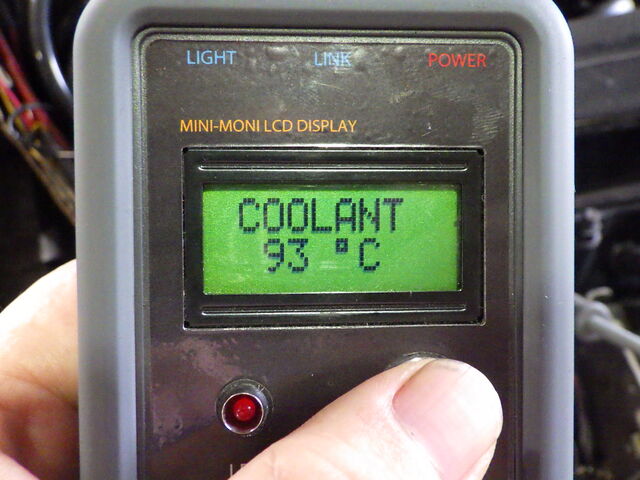 LIGHT LINK POWER
MINI-MONI LCD DISPLAY
COOLANT
93 °C